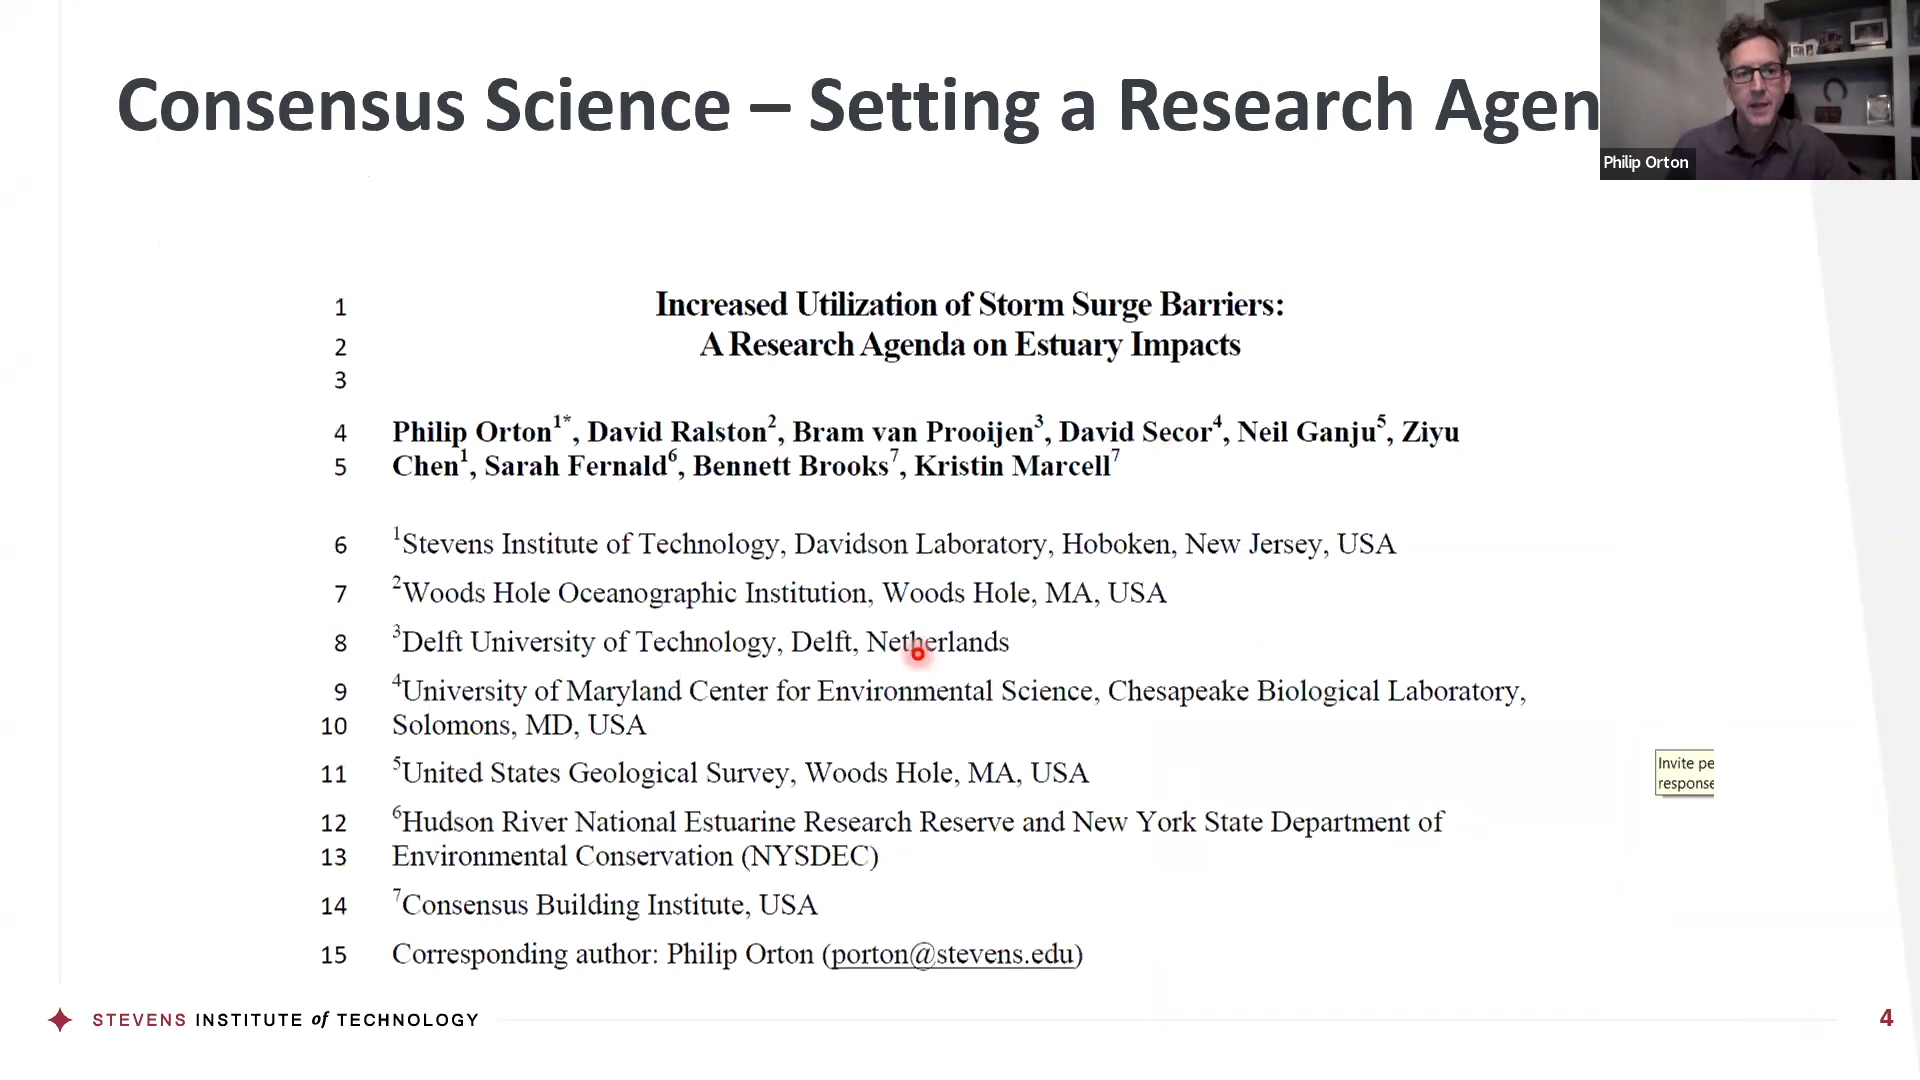 Consensus Science – Setting a Research Agen
Philip Orton
1 Increased Utilization of Storm Surge Barriers:
2 A Research Agenda on Estuary Impacts
3
4 Philip Orton1*, David Ralston2, Bram van Prooijen3, David Secor4, Neil Ganju5, Ziyu
5 Chen1, Sarah Fernald6, Bennett Brooks7, Kristin Marcell7
6 1Stevens Institute of Technology, Davidson Laboratory, Hoboken, New Jersey, USA
7 2Woods Hole Oceanographic Institution, Woods Hole, MA, USA
8 3Delft University of Technology, Delft, Netherlands
9 4University of Maryland Center for Environmental Science, Chesapeake Biological Laboratory,
10 Solomons, MD, USA
11 5United States Geological Survey, Woods Hole, MA, USA
12 6Hudson River National Estuarine Research Reserve and New York State Department of
13 Environmental Conservation (NYSDEC)
14 7Consensus Building Institute, USA
15 Corresponding author: Philip Orton (porton@stevens.edu)
Invite pe
response
STEVENS INSTITUTE of TECHNOLOGY
4